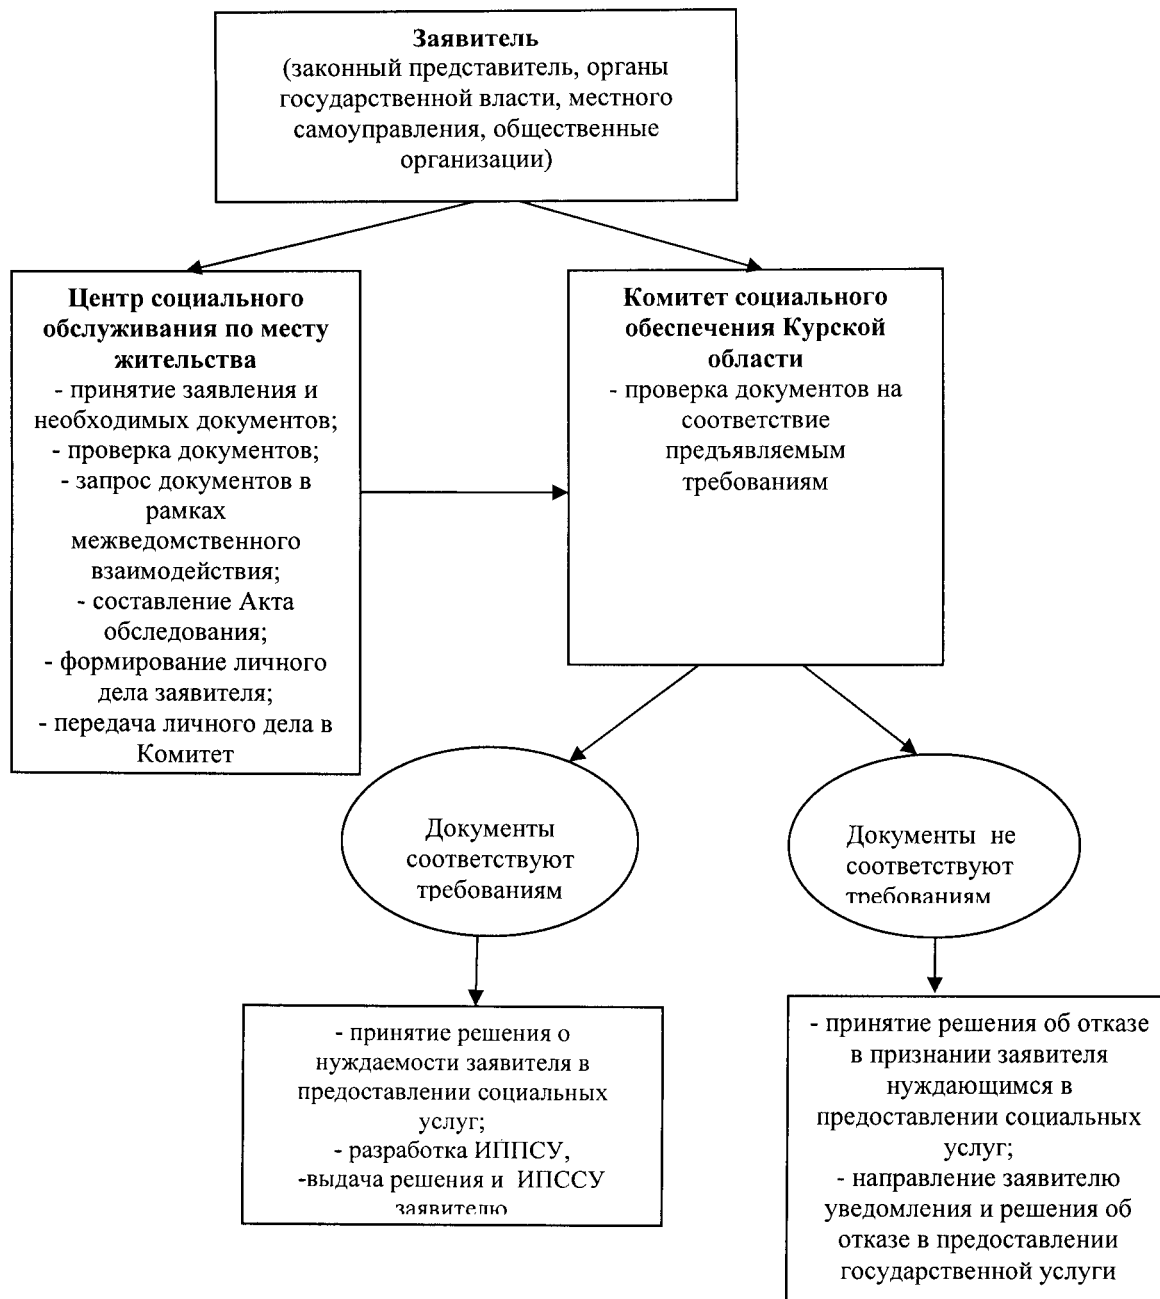 Заявитель
(законный представитель, органы
государственной власти, местного
самоуправления, общественные
организации)
Центр социального
обслуживания по месту
жительства
- принятие заявления и
необходимых документов;
- проверка документов;
- запрос документов в
рамках
межведомственного
взаимодействия;
- составление Акта
обследования;
- формирование личного
дела заявителя;
- передача личного дела в
Комитет
Комитет социального
обеспечения Курской
области
- проверка документов на
соответствие
предъявляемым
требованиям
Документы
соответствуют
требованиям
Документы не
соответствуют
требованиям
- принятие решения о
нуждаемости заявителя в
предоставлении социальных
услуг;
- разработка ИППСУ,
-выдача решения и ИПССУ
заявителю
- принятие решения об отказе
в признании заявителя
нуждающимся в
предоставлении социальных
услуг;
- направление заявителю
уведомления и решения об
отказе в предоставлении
государственной услуги